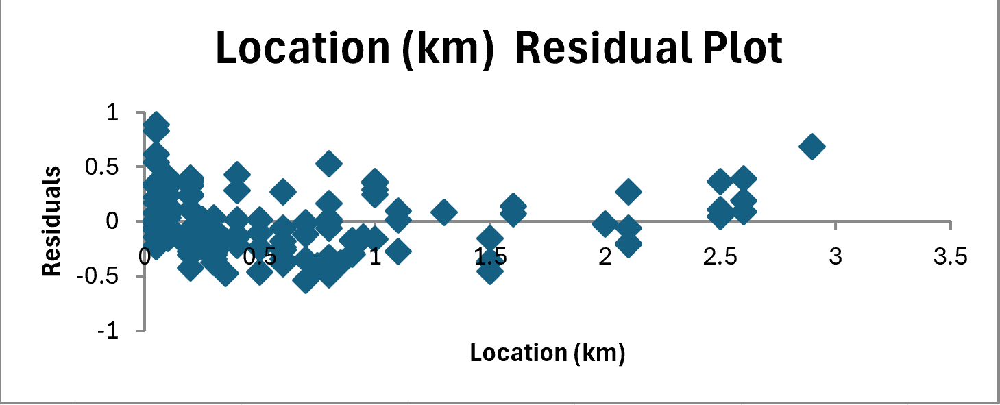 Location (km)  Residual Plot
1
0.5
0
-0.5
-1
Residuals
0 0.5 1 1.5 2 2.5 3 3.5
Location (km)